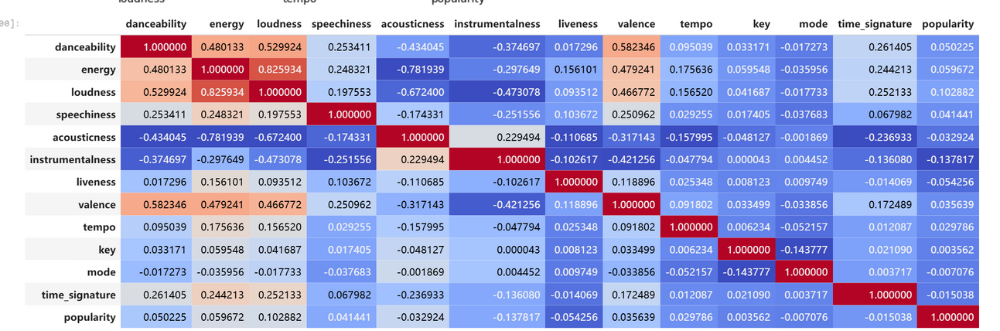 loudness tempo popularity
00]:
danceability energy loudness speechiness acousticness instrumentalness liveness valence tempo key mode time_signature popularity
danceability 1.000000 0.480133 0.529924 0.253411 -0.434045 -0.374697 0.017296 0.582346 0.095039 0.033171 -0.017273 0.261405 0.050225
energy 0.480133 1.000000 0.825934 0.248321 -0.781939 -0.297649 0.156101 0.479241 0.175636 0.059548 -0.035956 0.244213 0.059672
loudness 0.529924 0.825934 1.000000 0.197553 -0.672400 -0.473078 0.093512 0.466772 0.156520 0.041687 -0.017733 0.252133 0.102882
speechiness 0.253411 0.248321 0.197553 1.000000 -0.174331 -0.251556 0.103672 0.250962 0.029255 0.017405 -0.037683 0.067982 0.041441
acousticness -0.434045 -0.781939 -0.672400 -0.174331 1.000000 0.229494 -0.110685 -0.317143 -0.157995 -0.048127 -0.001869 -0.236933 -0.032924
instrumentalness -0.374697 -0.297649 -0.473078 -0.251556 0.229494 1.000000 -0.102617 -0.421256 -0.047794 0.000043 0.004452 -0.136080 -0.137817
liveness 0.017296 0.156101 0.093512 0.103672 -0.110685 -0.102617 1.000000 0.118896 0.025348 0.008123 0.009749 -0.014069 -0.054256
valence 0.582346 0.479241 0.466772 0.250962 -0.317143 -0.421256 0.118896 1.000000 0.091802 0.033499 -0.033856 0.172489 0.035639
tempo 0.095039 0.175636 0.156520 0.029255 -0.157995 -0.047794 0.025348 0.091802 1.000000 0.006234 -0.052157 0.012087 0.029786
key 0.033171 0.059548 0.041687 0.017405 -0.048127 0.000043 0.008123 0.033499 0.006234 1.000000 -0.143777 0.021090 0.003562
mode -0.017273 -0.035956 -0.017733 -0.037683 -0.001869 0.004452 0.009749 -0.033856 -0.052157 -0.143777 1.000000 0.003717 -0.007076
time_signature 0.261405 0.244213 0.252133 0.067982 -0.236933 -0.136080 -0.014069 0.172489 0.012087 0.021090 0.003717 1.000000 -0.015038
popularity 0.050225 0.059672 0.102882 0.041441 -0.032924 -0.137817 -0.054256 0.035639 0.029786 0.003562 -0.007076 -0.015038 1.000000